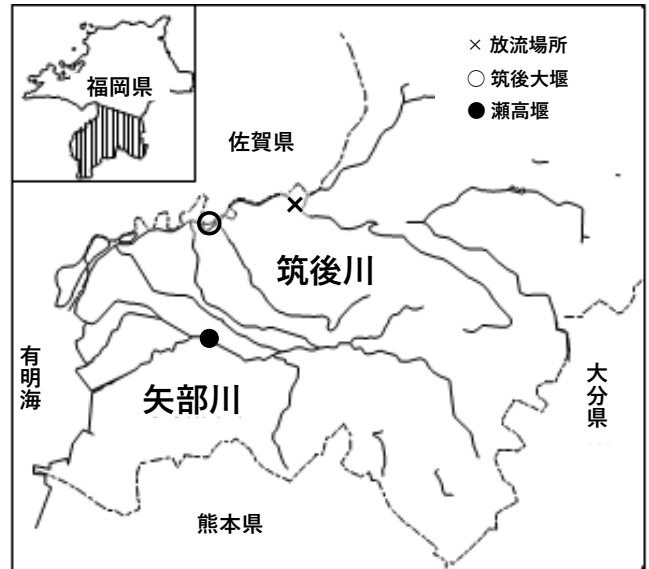 福岡県
× 放流場所
○ 筑後大堰
● 瀬高堰
佐賀県
筑後川
有明海
矢部川
大分県
熊本県